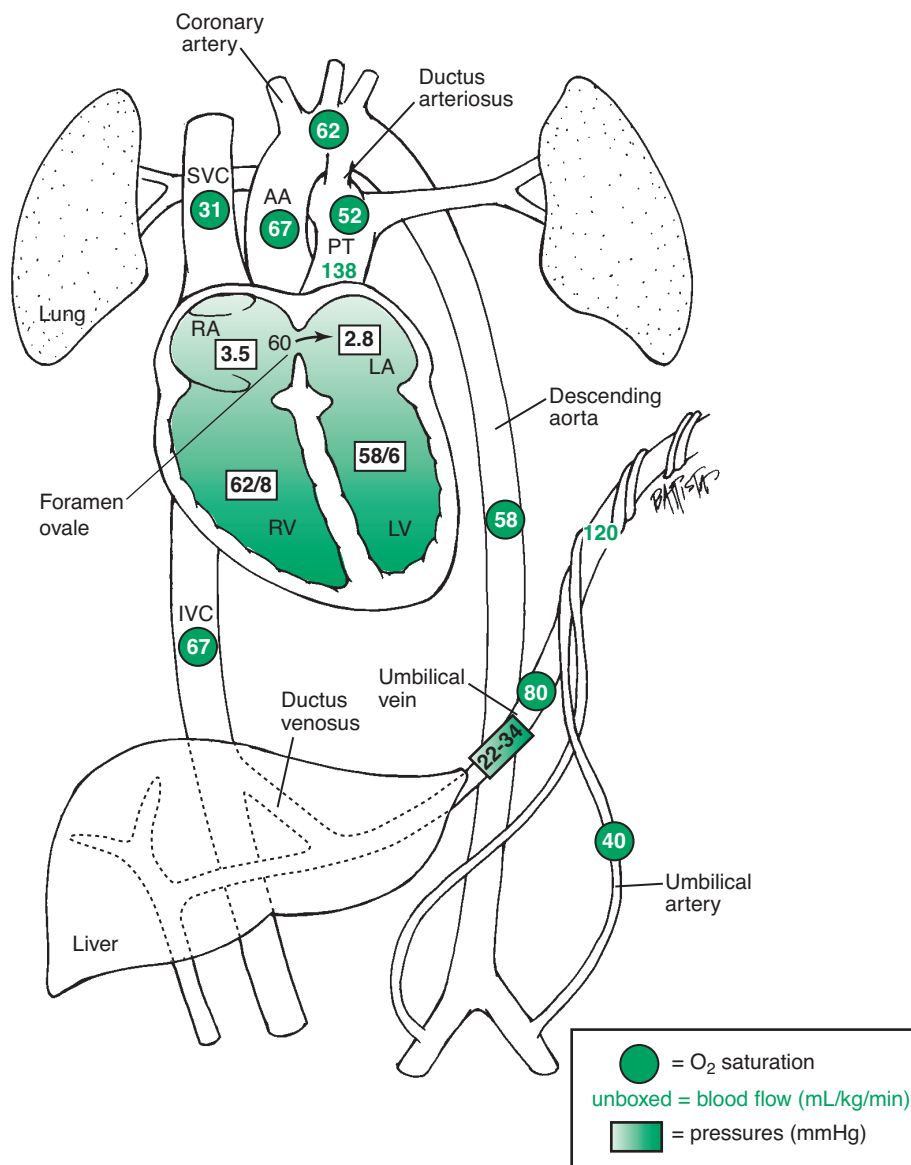 Coronary
artery
Ductus
arteriosus
62
SVC
31
AA
67
52
PT
138
Lung
RA
3.5
60
2.8
LA
Descending
aorta
58/6
62/8
Foramen
ovale
RV
LV
58
120
BATTISTA
IVC
67
Umbilical
vein
80
Ductus
venosus
22-34
40
Umbilical
artery
Liver
= O₂ saturation
unboxed = blood flow (mL/kg/min)
= pressures (mmHg)